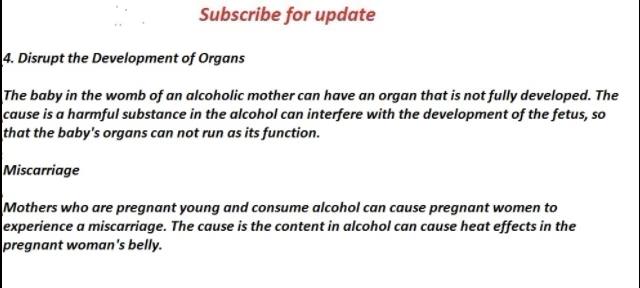 Subscribe for update
4. Disrupt the Development of Organs
The baby in the womb of an alcoholic mother can have an organ that is not fully developed. The
cause is a harmful substance in the alcohol can interfere with the development of the fetus, so
that the baby's organs can not run as its function.
Miscarriage
Mothers who are pregnant young and consume alcohol can cause pregnant women to
experience a miscarriage. The cause is the content in alcohol can cause heat effects in the
pregnant woman's belly.